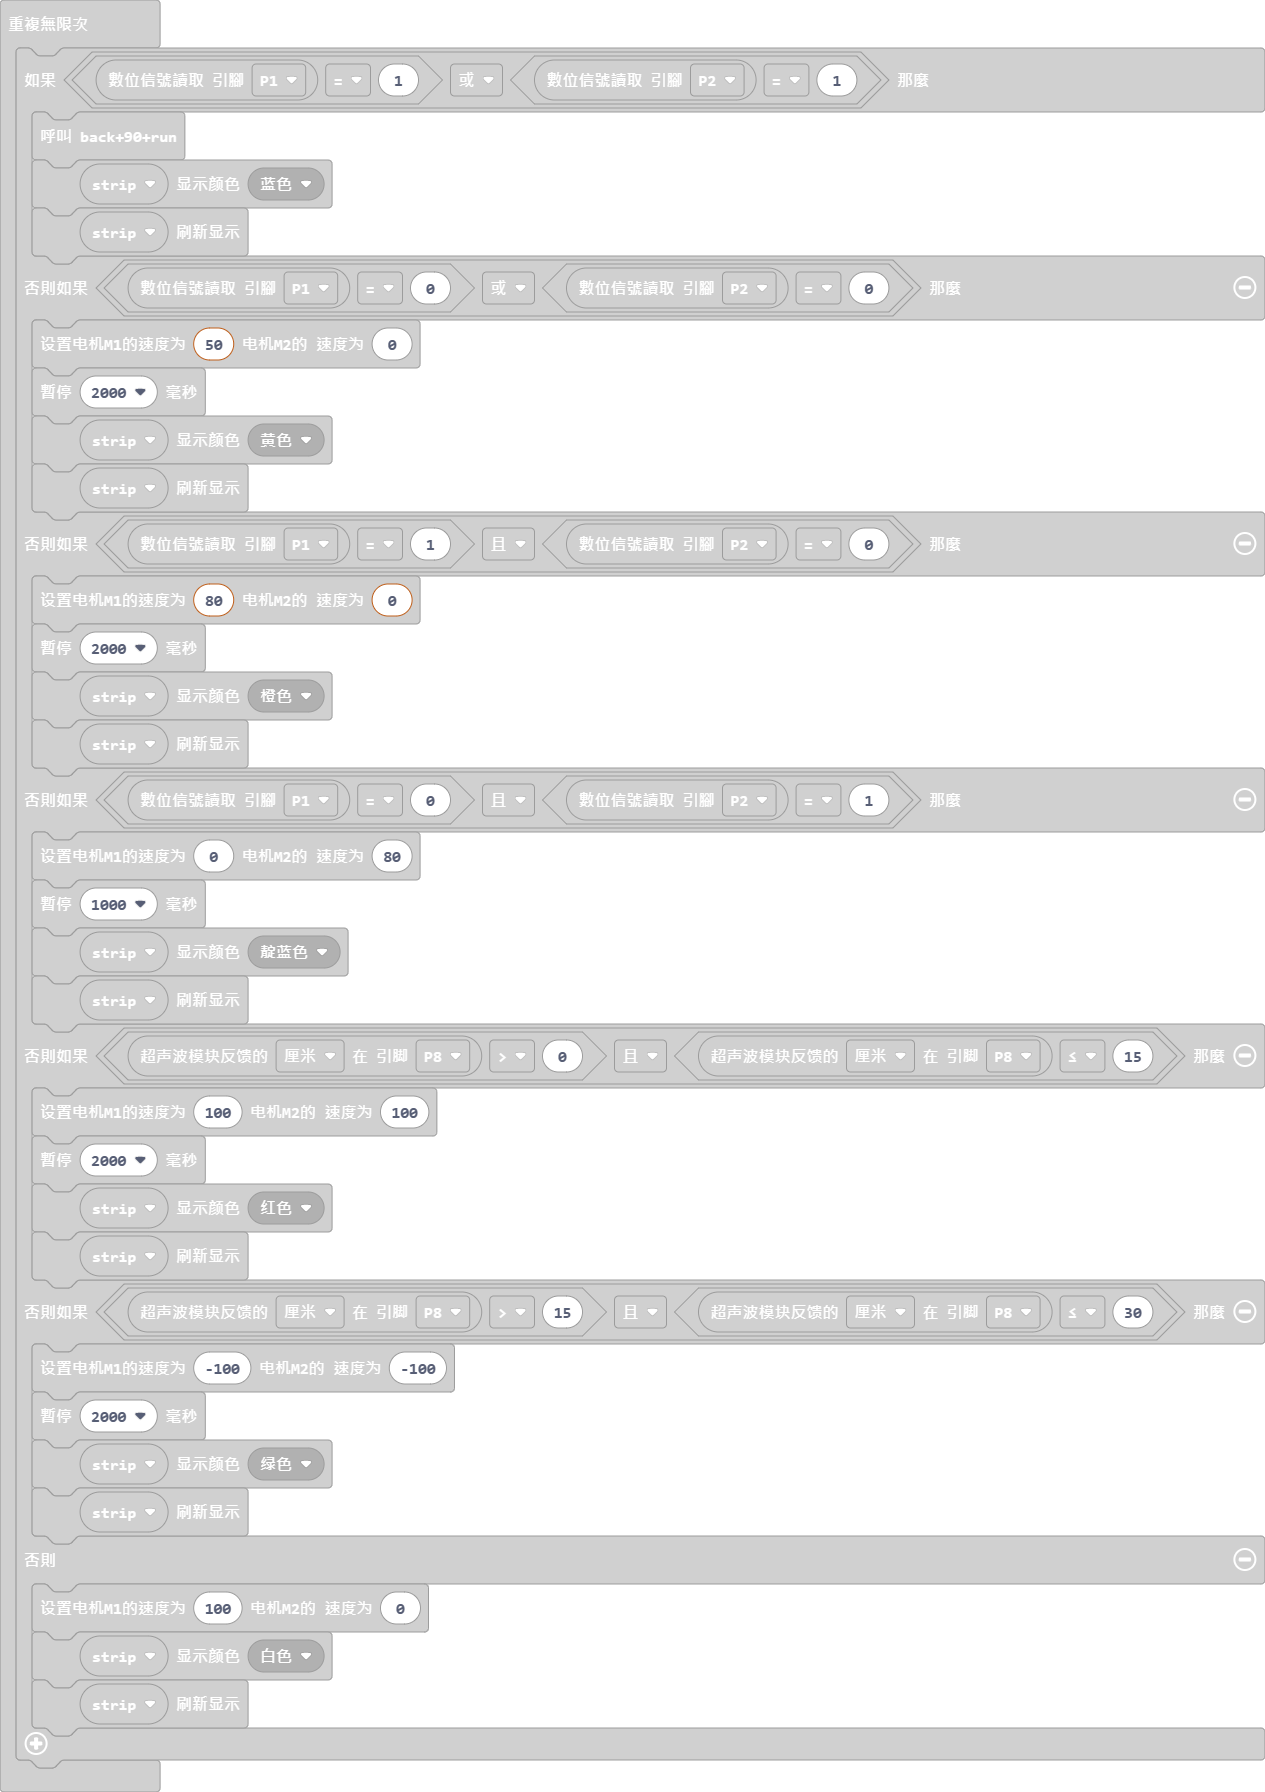 重複無限次
如果 數位信號讀取 引腳 P1 = 1 或 數位信號讀取 引腳 P2 = 1 那麼
呼叫 back+90+run
strip 显示颜色 蓝色
strip 刷新显示
否則如果 數位信號讀取 引腳 P1 = 0 或 數位信號讀取 引腳 P2 = 0 那麼
设置电机M1的速度为 50 电机M2的 速度为 0
暫停 2000 毫秒
strip 显示颜色 黄色
strip 刷新显示
否則如果 數位信號讀取 引腳 P1 = 1 且 數位信號讀取 引腳 P2 = 0 那麼
设置电机M1的速度为 80 电机M2的 速度为 0
暫停 2000 毫秒
strip 显示颜色 橙色
strip 刷新显示
否則如果 數位信號讀取 引腳 P1 = 0 且 數位信號讀取 引腳 P2 = 1 那麼
设置电机M1的速度为 0 电机M2的 速度为 80
暫停 1000 毫秒
strip 显示颜色 靛蓝色
strip 刷新显示
否則如果 超声波模块反馈的 厘米 在 引脚 P8 > 0 且 超声波模块反馈的 厘米 在 引脚 P8 ≤ 15 那麼
设置电机M1的速度为 100 电机M2的 速度为 100
暫停 2000 毫秒
strip 显示颜色 红色
strip 刷新显示
否則如果 超声波模块反馈的 厘米 在 引脚 P8 > 15 且 超声波模块反馈的 厘米 在 引脚 P8 ≤ 30 那麼
设置电机M1的速度为 -100 电机M2的 速度为 -100
暫停 2000 毫秒
strip 显示颜色 绿色
strip 刷新显示
否則
设置电机M1的速度为 100 电机M2的 速度为 0
strip 显示颜色 白色
strip 刷新显示